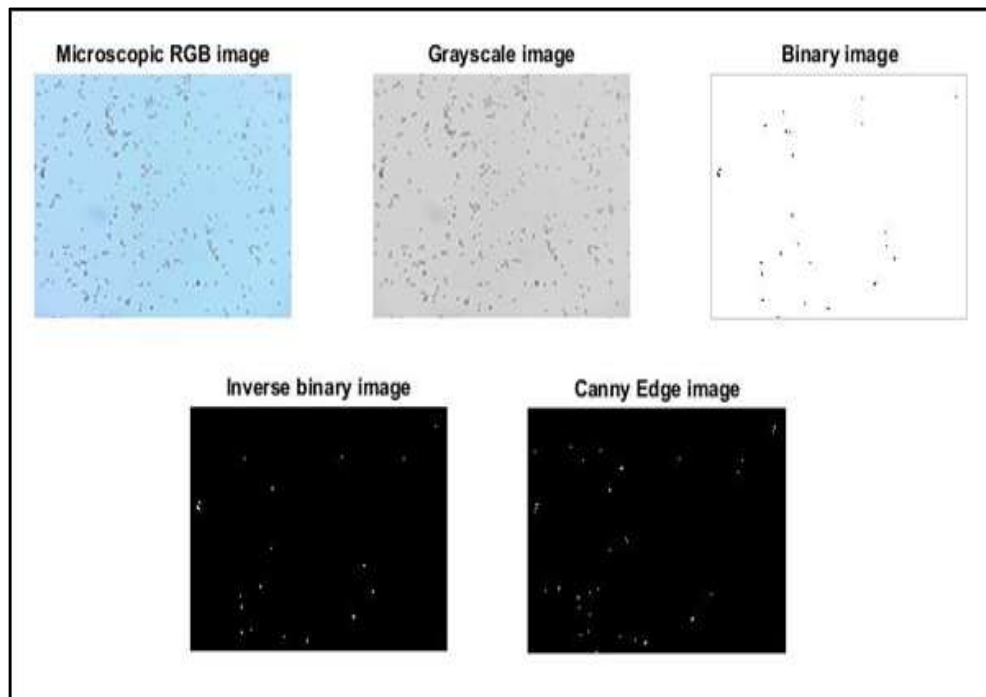 Microscopic RGB image
Grayscale image
Binary image
Inverse binary image
Canny Edge image